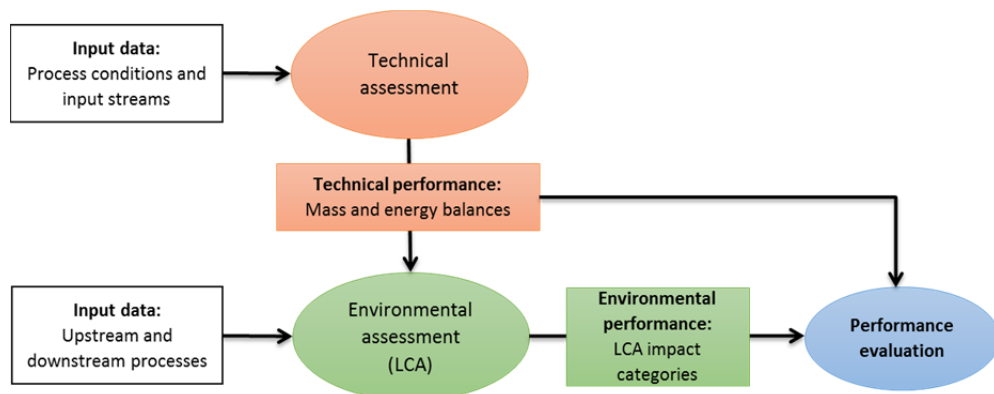 Input data:
Process conditions and
input streams
Technical
assessment
Technical performance:
Mass and energy balances
Input data:
Upstream and
downstream processes
Environmental
assessment
(LCA)
Environmental
performance:
LCA impact
categories
Performance
evaluation